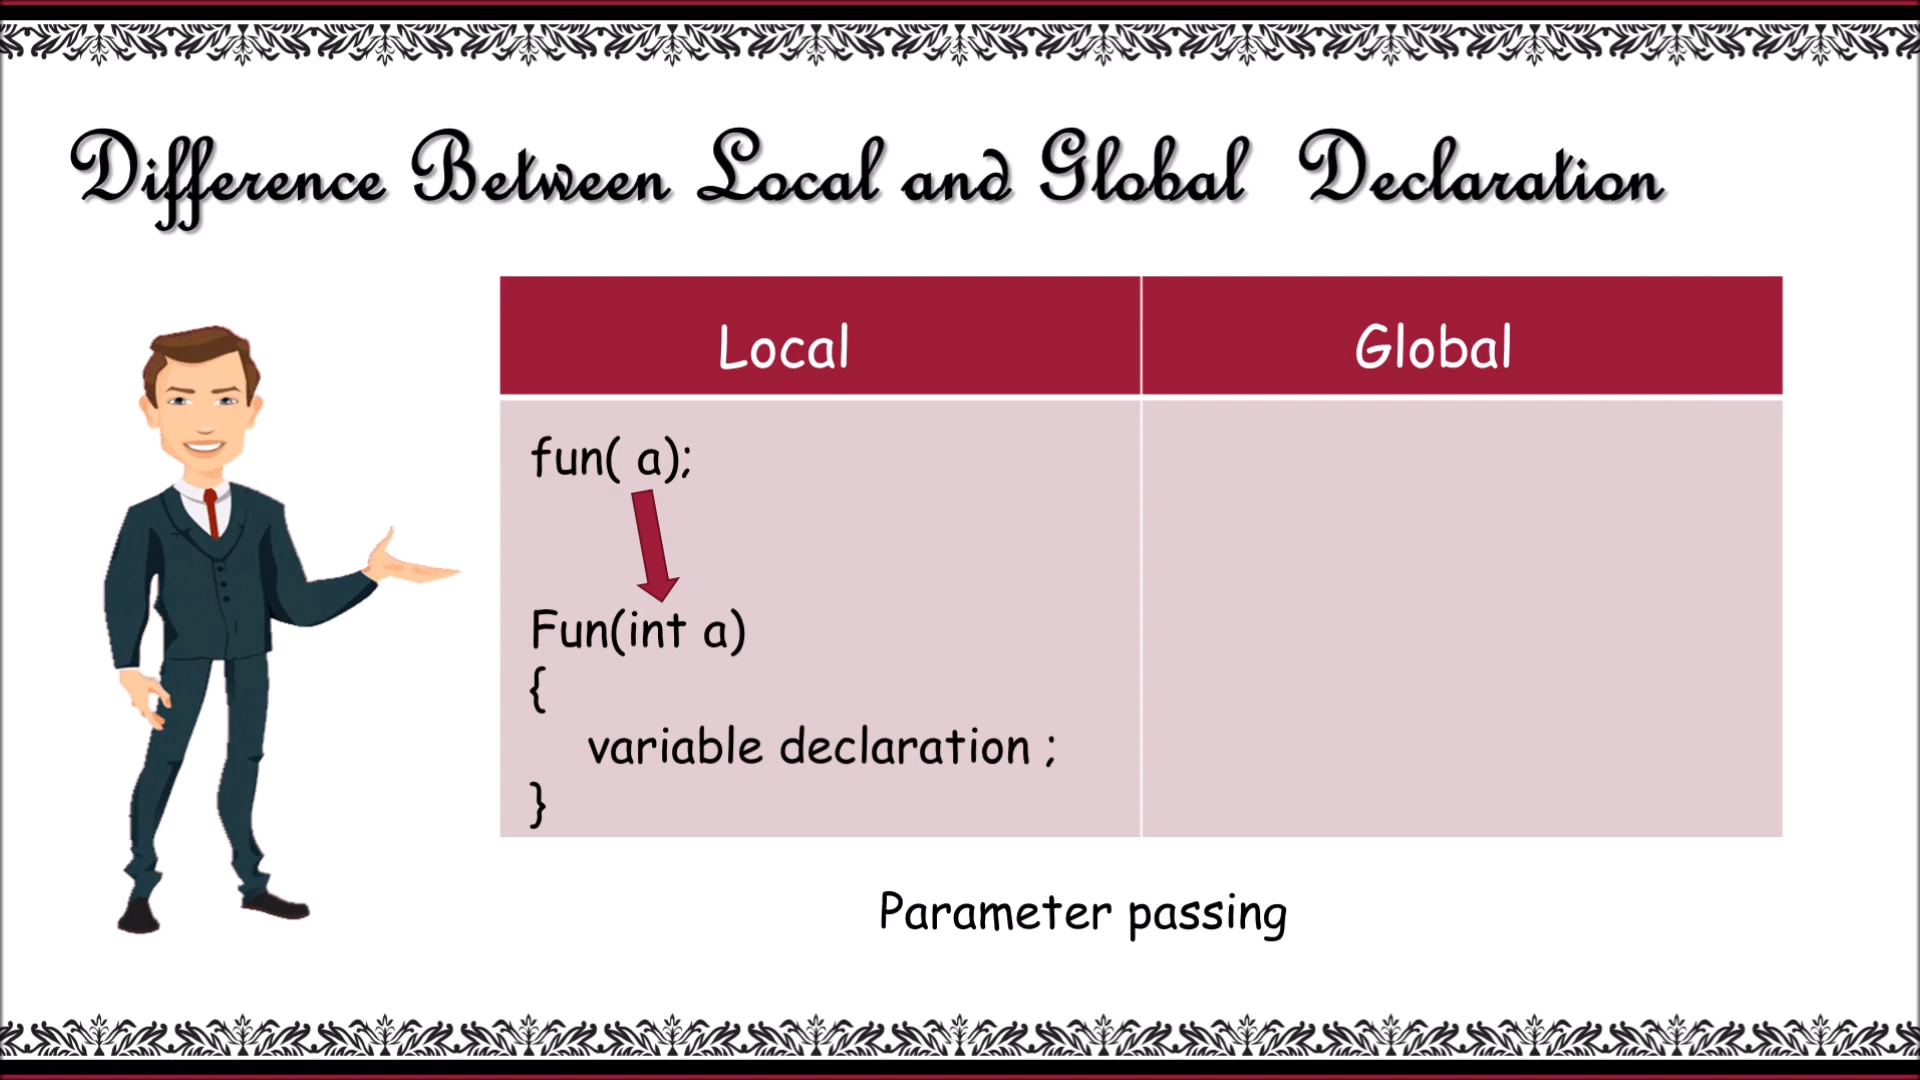 Difference Between Local and Global Declaration
Local Global
fun( a);
Fun(int a)
{
variable declaration ;
}
Parameter passing